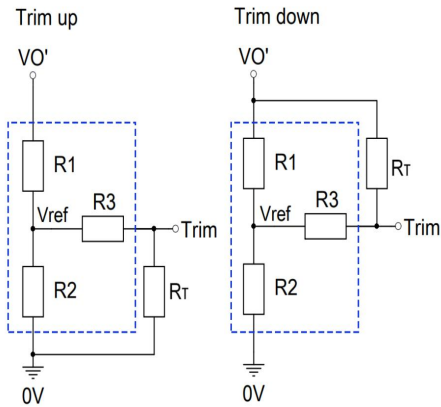 Trim up
VO'
R1
R3
Vref
Trim
R2
RT
0V
Trim down
VO'
R1
RT
R3
Vref
Trim
R2
0V